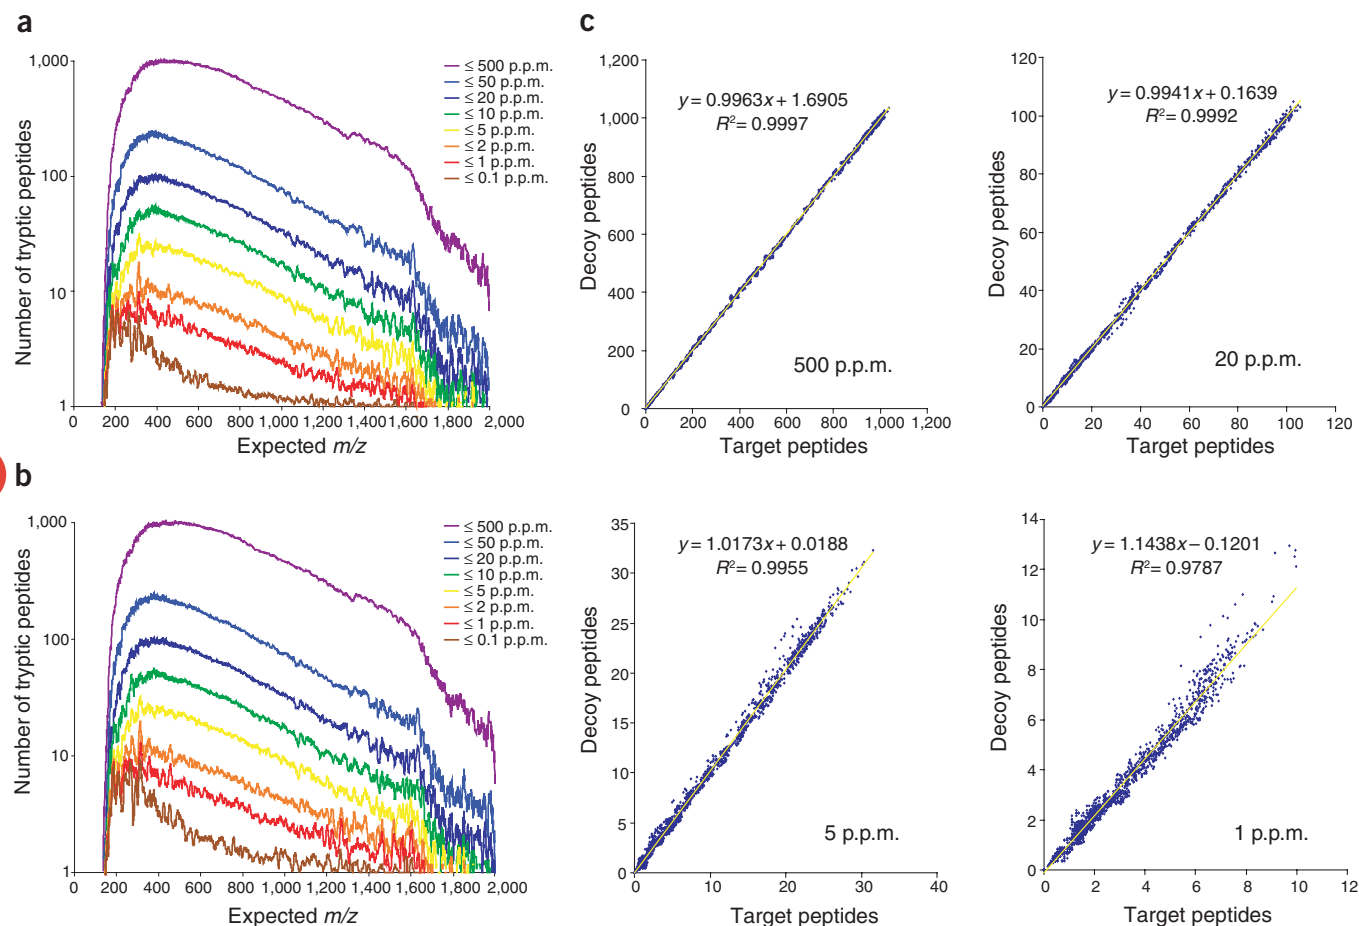 a
1,000
100
10
1
Number of tryptic peptides
0 200 400 600 800 1,000 1,200 1,400 1,600 1,800 2,000
Expected m/z
≤ 500 p.p.m.
≤ 50 p.p.m.
≤ 20 p.p.m.
≤ 10 p.p.m.
≤ 5 p.p.m.
≤ 2 p.p.m.
≤ 1 p.p.m.
≤ 0.1 p.p.m.
b
1,000
100
10
1
Number of tryptic peptides
0 200 400 600 800 1,000 1,200 1,400 1,600 1,800 2,000
Expected m/z
≤ 500 p.p.m.
≤ 50 p.p.m.
≤ 20 p.p.m.
≤ 10 p.p.m.
≤ 5 p.p.m.
≤ 2 p.p.m.
≤ 1 p.p.m.
≤ 0.1 p.p.m.
c
1,200
1,000
800
600
400
200
0
Decoy peptides
y = 0.9963x + 1.6905
R² = 0.9997
500 p.p.m.
0 200 400 600 800 1,000 1,200
Target peptides
120
100
80
60
40
20
0
Decoy peptides
y = 0.9941x + 0.1639
R² = 0.9992
20 p.p.m.
0 20 40 60 80 100 120
Target peptides
35
30
25
20
15
10
5
0
Decoy peptides
y = 1.0173x + 0.0188
R² = 0.9955
5 p.p.m.
0 10 20 30 40
Target peptides
14
12
10
8
6
4
2
0
Decoy peptides
y = 1.1438x − 0.1201
R² = 0.9787
1 p.p.m.
0 2 4 6 8 10 12
Target peptides